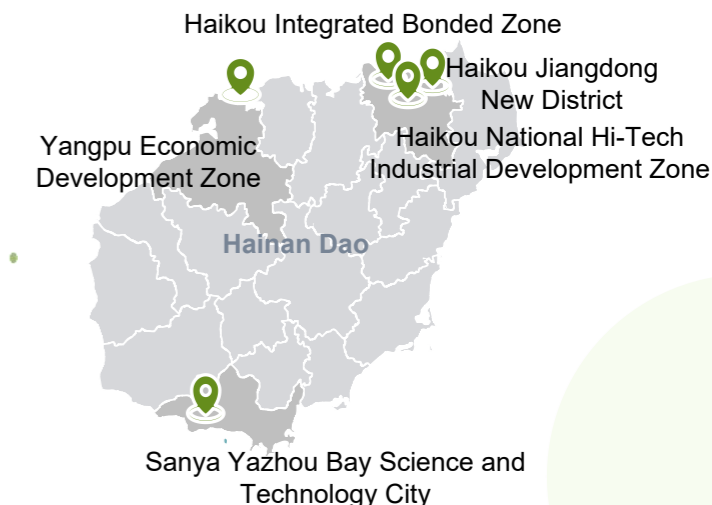 Haikou Integrated Bonded Zone
Haikou Jiangdong
New District
Haikou National Hi-Tech
Industrial Development Zone
Yangpu Economic
Development Zone
Hainan Dao
Sanya Yazhou Bay Science and
Technology City